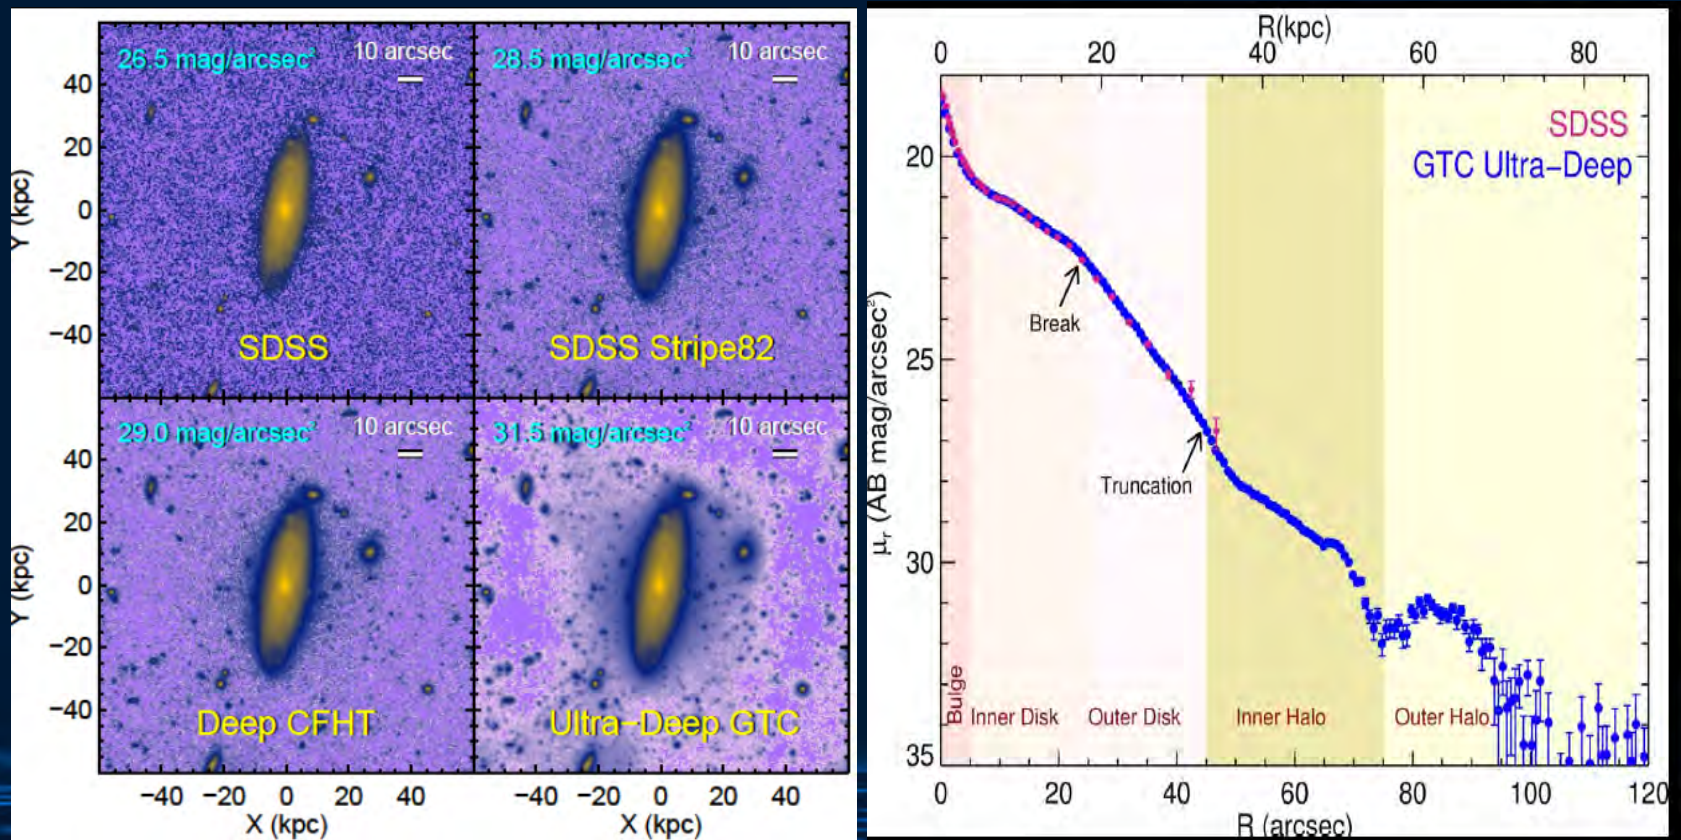 26.5 mag/arcsec²
10 arcsec
28.5 mag/arcsec²
10 arcsec
40
20
0
−20
−40
Y (kpc)
SDSS
SDSS Stripe82
29.0 mag/arcsec²
10 arcsec
31.5 mag/arcsec²
10 arcsec
40
20
0
−20
−40
Y (kpc)
Deep CFHT
Ultra−Deep GTC
−40 −20 0 20 40
−40 −20 0 20 40
X (kpc)
X (kpc)
R(kpc)
0 20 40 60 80
SDSS
GTC Ultra−Deep
20
25
30
35
μr (AB mag/arcsec²)
Break
Truncation
Bulge
Inner Disk
Outer Disk
Inner Halo
Outer Halo
0 20 40 60 80 100 120
R (arcsec)